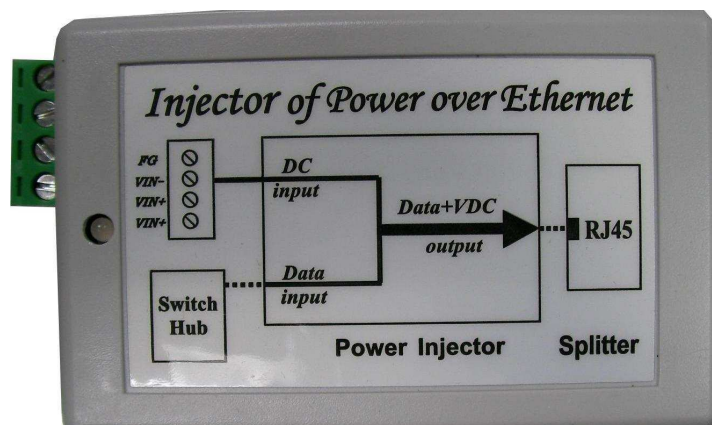 Injector of Power over Ethernet
FG
VIN-
VIN+
VIN+
DC
input
Data+VDC
output
RJ45
Data
input
Switch
Hub
Power Injector
Splitter